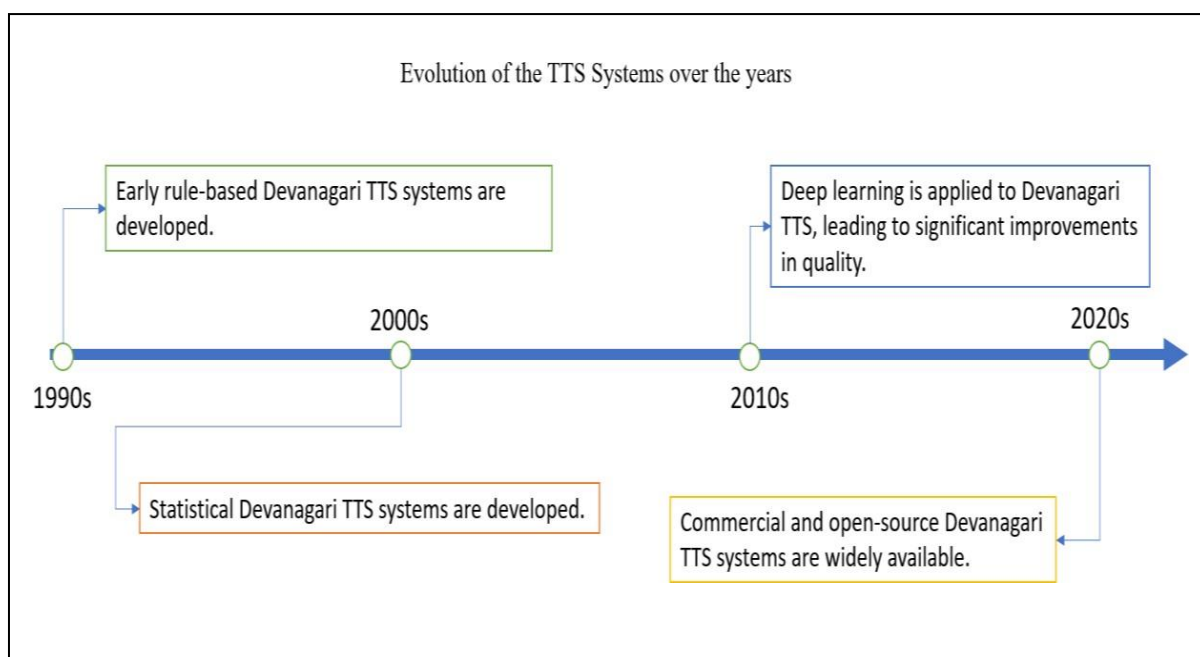 Evolution of the TTS Systems over the years
Early rule-based Devanagari TTS systems are
developed.
Deep learning is applied to Devanagari
TTS, leading to significant improvements
in quality.
2000s
2020s
1990s
2010s
Statistical Devanagari TTS systems are developed.
Commercial and open-source Devanagari
TTS systems are widely available.